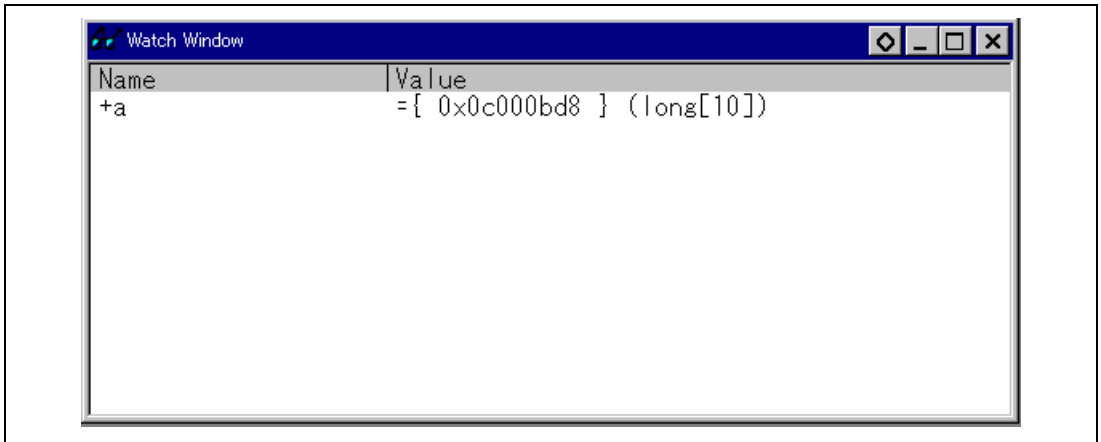 Watch Window
Name Value
+a ={ 0x0c000bd8 } (long[10])